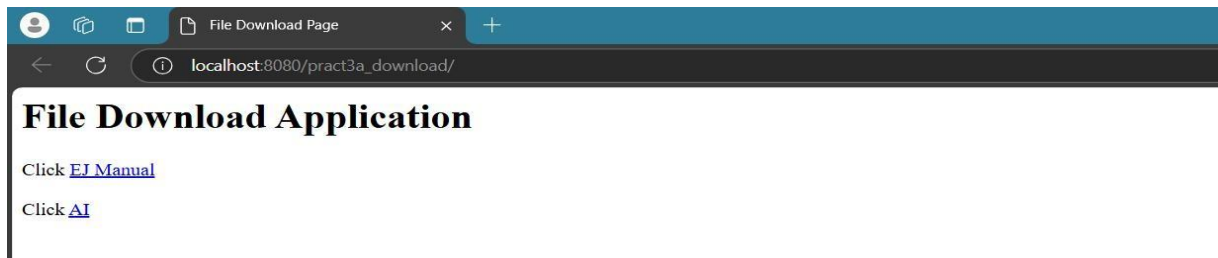 File Download Page
localhost:8080/pract3a_download/
File Download Application
Click EJ Manual
Click AI